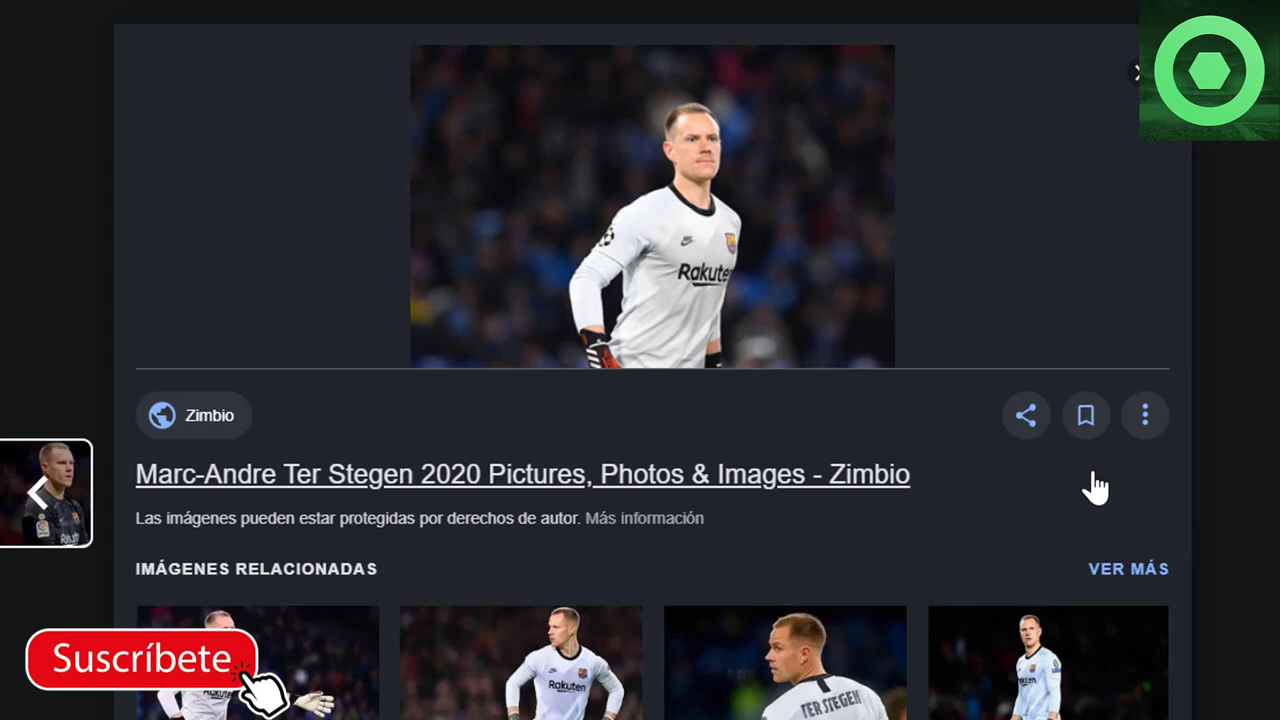 Rakuten
Zimbio
Marc-Andre Ter Stegen 2020 Pictures, Photos & Images - Zimbio
Las imágenes pueden estar protegidas por derechos de autor. Más información
IMÁGENES RELACIONADAS
VER MÁS
Suscríbete
Rakuten
TER STEGEN